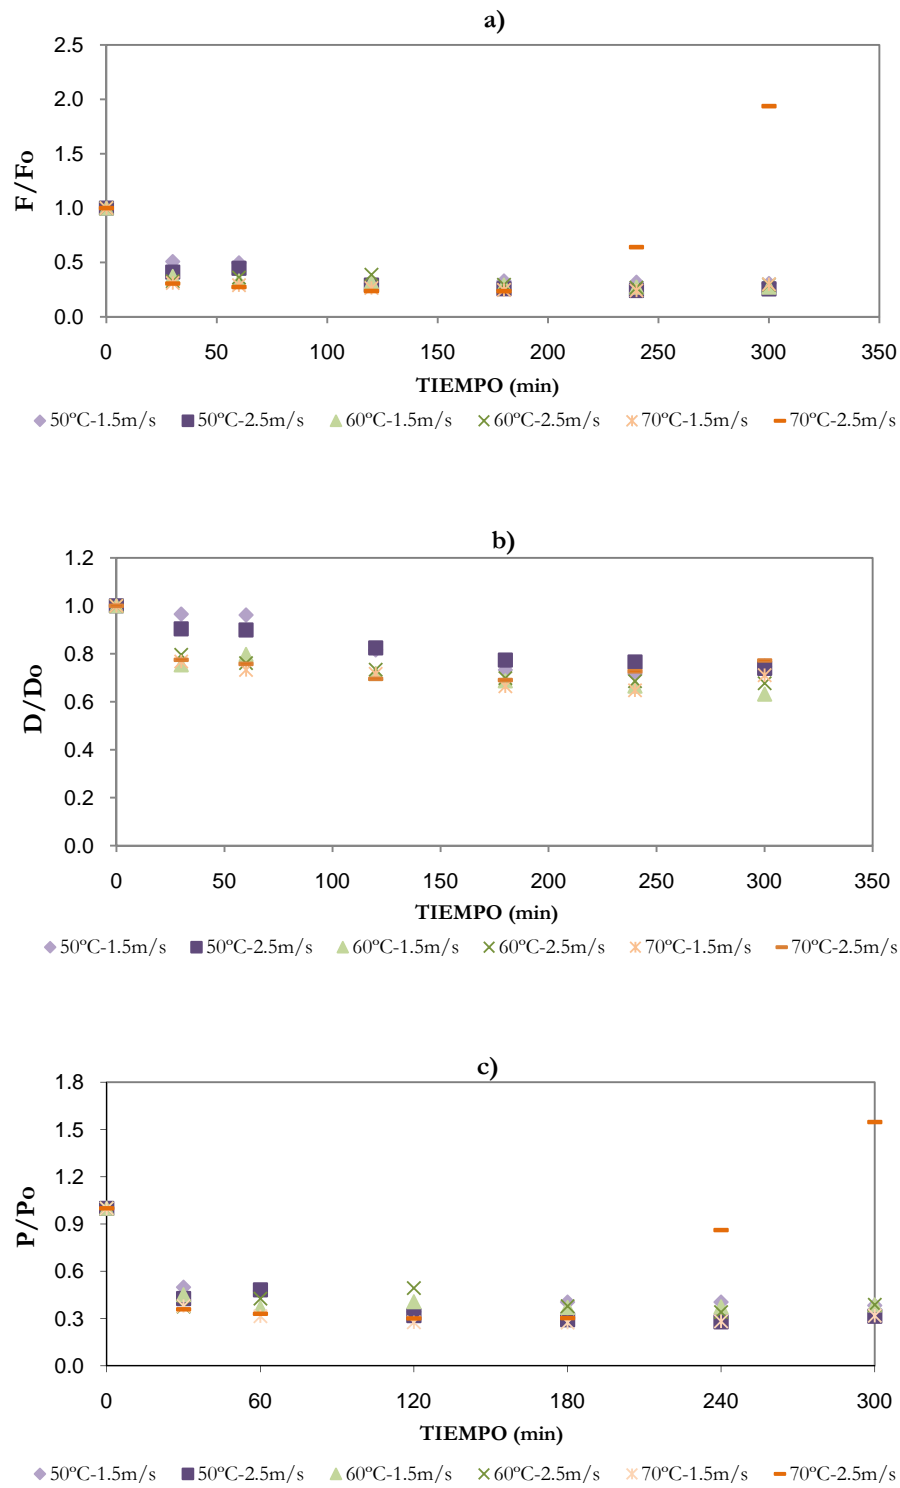 a)
2.5
2.0
1.5
1.0
0.5
0.0
F/Fo
0 50 100 150 200 250 300 350
TIEMPO (min)
50ºC-1.5m/s 50ºC-2.5m/s 60ºC-1.5m/s 60ºC-2.5m/s 70ºC-1.5m/s 70ºC-2.5m/s
b)
1.2
1.0
0.8
0.6
0.4
0.2
0.0
D/Do
0 50 100 150 200 250 300 350
TIEMPO (min)
50ºC-1.5m/s 50ºC-2.5m/s 60ºC-1.5m/s 60ºC-2.5m/s 70ºC-1.5m/s 70ºC-2.5m/s
c)
1.8
1.5
1.2
0.9
0.6
0.3
0.0
P/Po
0 60 120 180 240 300
TIEMPO (min)
50ºC-1.5m/s 50ºC-2.5m/s 60ºC-1.5m/s 60ºC-2.5m/s 70ºC-1.5m/s 70ºC-2.5m/s